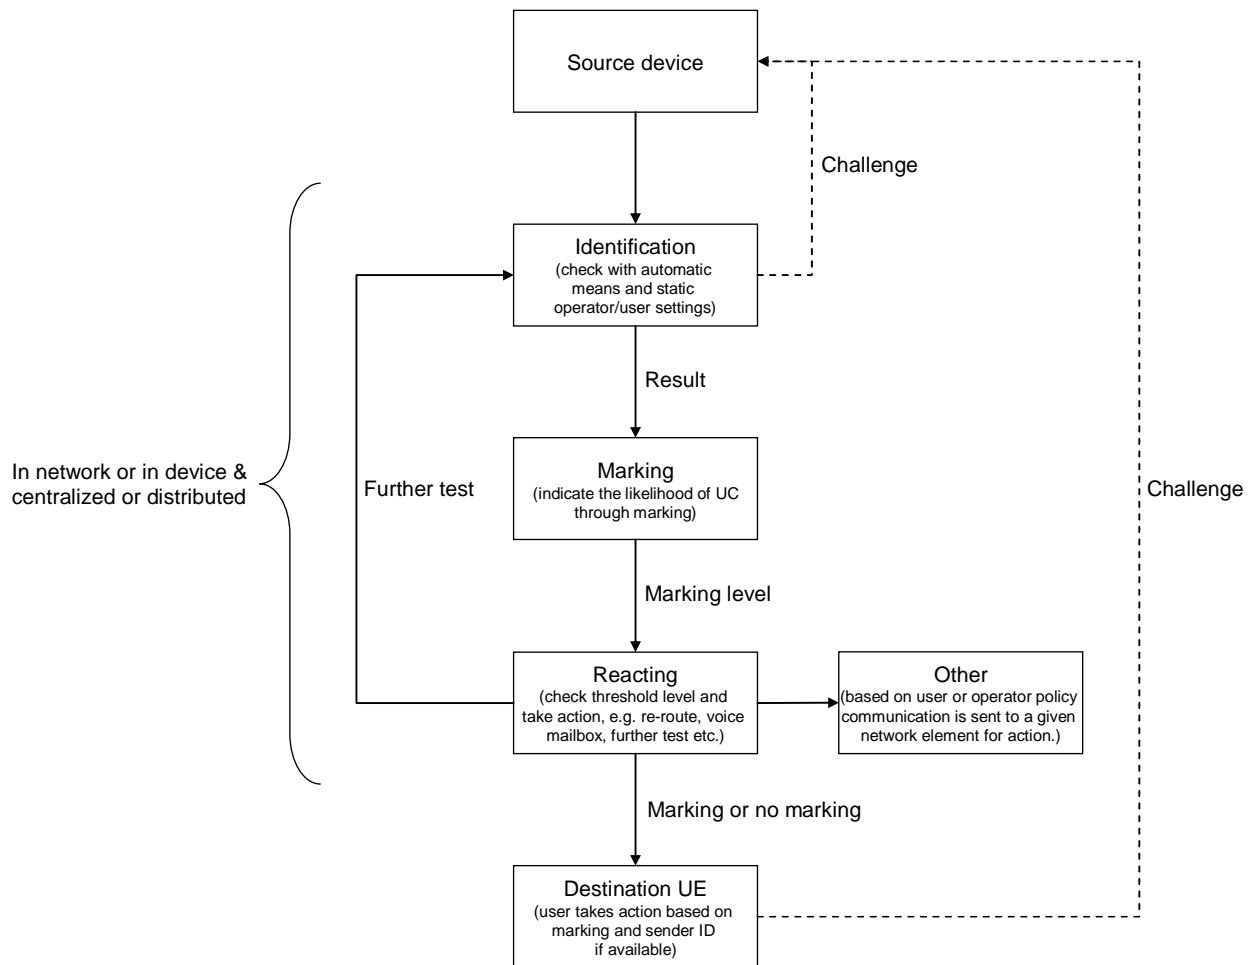 Source device
Challenge
Identification
(check with automatic
means and static
operator/user settings)
Result
In network or in device &
centralized or distributed
Further test
Marking
(indicate the likelihood of UC
through marking)
Challenge
Marking level
Reacting
(check threshold level and
take action, e.g. re-route, voice
mailbox, further test etc.)
Other
(based on user or operator policy
communication is sent to a given
network element for action.)
Marking or no marking
Destination UE
(user takes action based on
marking and sender ID
if available)